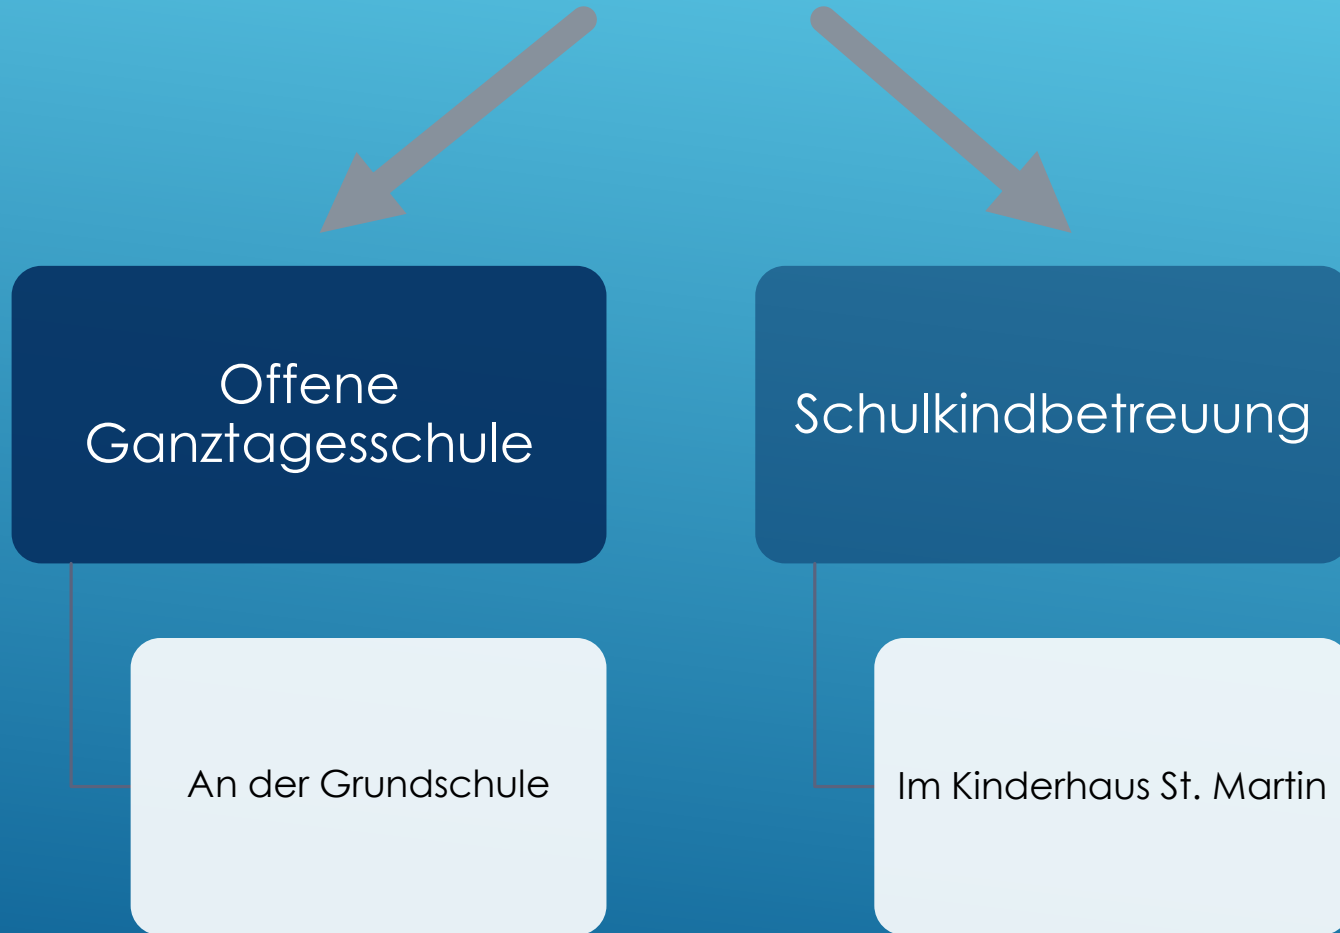 Offene
Ganztagesschule
Schulkindbetreuung
An der Grundschule
Im Kinderhaus St. Martin